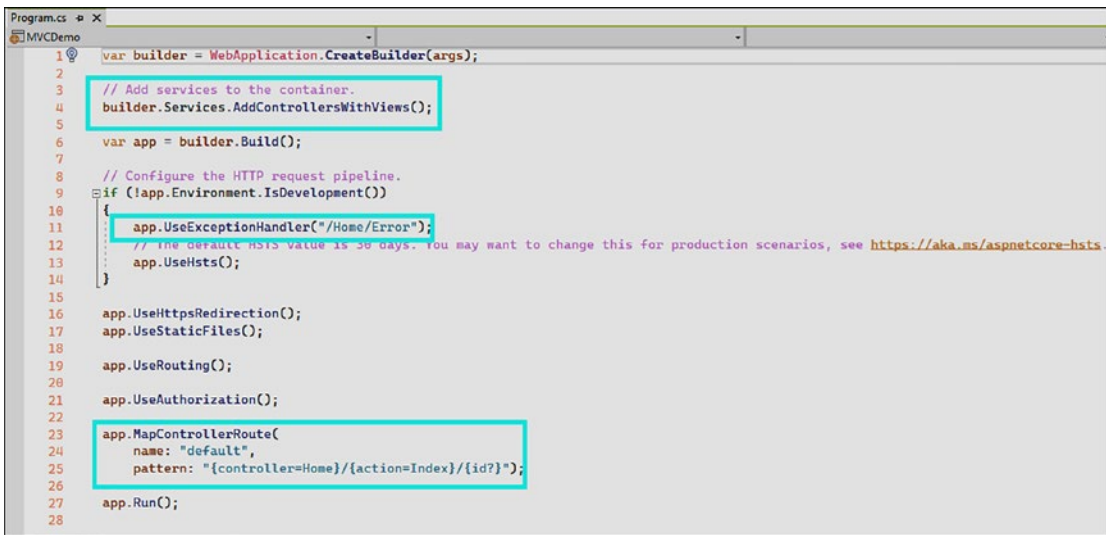 Program.cs
MVCDemo
1 var builder = WebApplication.CreateBuilder(args);
2
3 // Add services to the container.
4 builder.Services.AddControllersWithViews();
5
6 var app = builder.Build();
7
8 // Configure the HTTP request pipeline.
9 if (!app.Environment.IsDevelopment())
10 {
11 app.UseExceptionHandler("/Home/Error");
12 // The default HSTS value is 30 days. You may want to change this for production scenarios, see https://aka.ms/aspnetcore-hsts.
13 app.UseHsts();
14 }
15
16 app.UseHttpsRedirection();
17 app.UseStaticFiles();
18
19 app.UseRouting();
20
21 app.UseAuthorization();
22
23 app.MapControllerRoute(
24 name: "default",
25 pattern: "{controller=Home}/{action=Index}/{id?}");
26
27 app.Run();
28